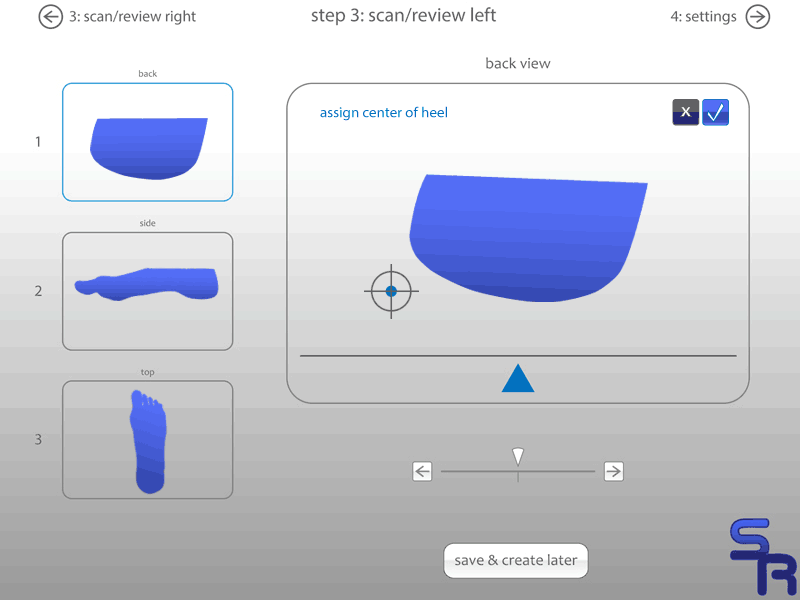 3: scan/review right
step 3: scan/review left
4: settings
back view
back
assign center of heel
X
1
side
2
top
3
save & create later
SR